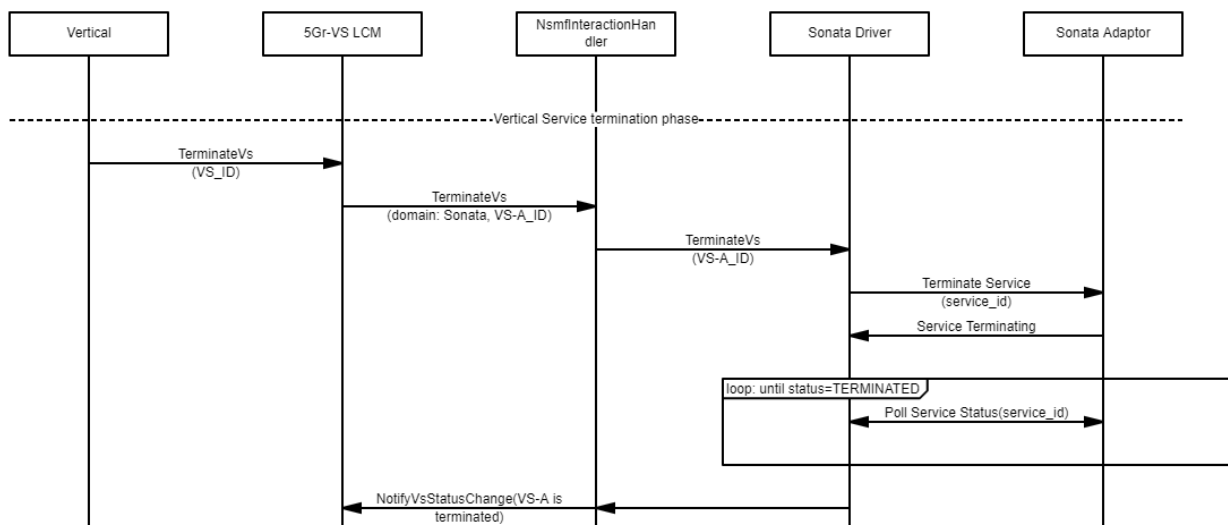 Vertical
5Gr-VS LCM
NsmfInteractionHan
dler
Sonata Driver
Sonata Adaptor
Vertical Service termination phase
TerminateVs
(VS_ID)
TerminateVs
(domain: Sonata, VS-A_ID)
TerminateVs
(VS-A_ID)
Terminate Service
(service_id)
Service Terminating
loop: until status=TERMINATED
Poll Service Status(service_id)
NotifyVsStatusChange(VS-A is
terminated)